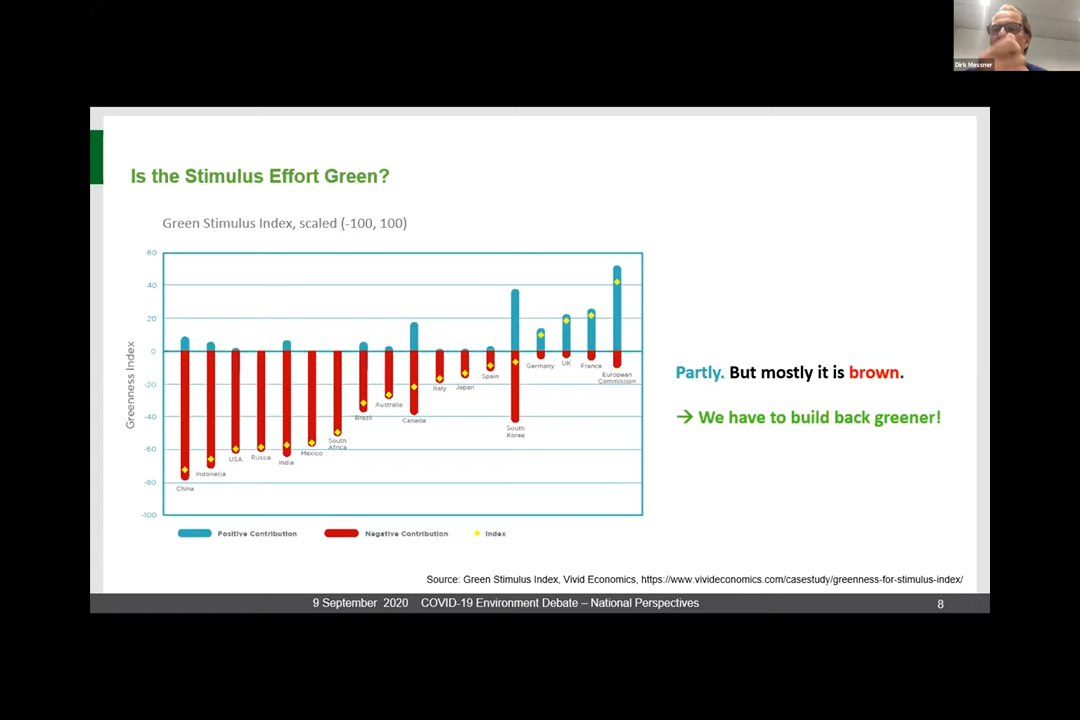 Dirk Messner
Is the Stimulus Effort Green?
Green Stimulus Index, scaled (-100, 100)
60
40
20
0
-20
-40
-60
-80
-100
Greenness Index
China
Indonesia
USA
Russia
India
Mexico
South
Africa
Brazil
Australia
Canada
Italy
Japan
Spain
South
Korea
Germany
UK
France
European
Commission
Positive Contribution
Negative Contribution
Index
Partly. But mostly it is brown.
→ We have to build back greener!
Source: Green Stimulus Index, Vivid Economics, https://www.vivideconomics.com/casestudy/greenness-for-stimulus-index/
9 September 2020 COVID-19 Environment Debate – National Perspectives
8